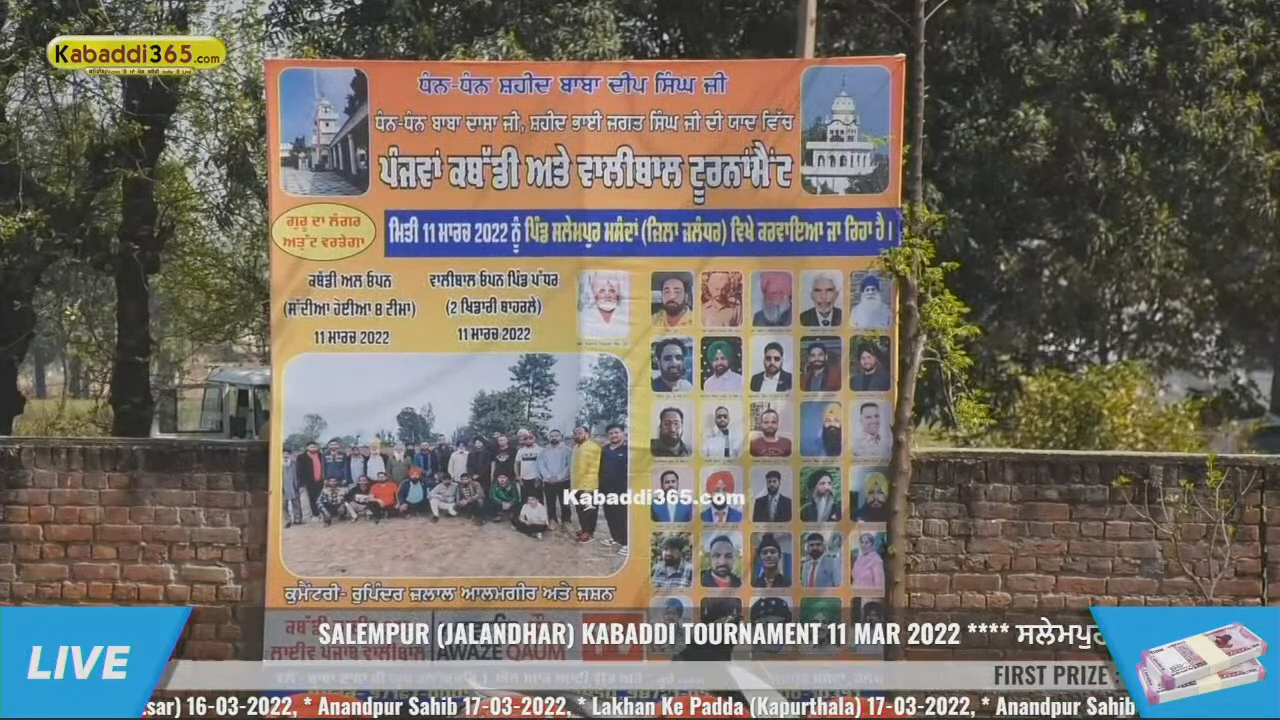 Kabaddi365.com
ਧੰਨ-ਧੰਨ ਸ਼ਹੀਦ ਬਾਬਾ ਦੀਪ ਸਿੰਘ ਜੀ
ਧੰਨ-ਧੰਨ ਬਾਬਾ ਦਾਸਾ ਜੀ, ਸ਼ਹੀਦ ਭਾਈ ਜਗਤ ਸਿੰਘ ਜੀ ਦੀ ਯਾਦ ਵਿੱਚ
ਪੰਜਵਾਂ ਕਬੱਡੀ ਅਤੇ ਵਾਲੀਬਾਲ ਟੂਰਨਾਂਮੈਂਟ
ਗੁਰੂ ਦਾ ਲੰਗਰ
ਅਤੁੱਟ ਵਰਤੇਗਾ
ਮਿਤੀ 11 ਮਾਰਚ 2022 ਨੂੰ ਪਿੰਡ ਸਲੇਮਪੁਰ ਮਸੰਦਾਂ (ਜ਼ਿਲਾ ਜਲੰਧਰ) ਵਿਖੇ ਕਰਵਾਇਆ ਜਾ ਰਿਹਾ ਹੈ।
ਕਬੱਡੀ ਅਲ ਓਪਨ
(ਸੱਦੀਆ ਹੋਈਆ 8 ਟੀਮਾ)
11 ਮਾਰਚ 2022
ਵਾਲੀਬਾਲ ਓਪਨ ਪਿੰਡ ਪੱਧਰ
(2 ਖਿਡਾਰੀ ਬਾਹਰਲੇ)
11 ਮਾਰਚ 2022
Kabaddi365.com
ਕੁਮੈਂਟਰੀ- ਰੁਪਿੰਦਰ ਜਲਾਲ ਆਲਮਗੀਰ ਅਤੇ ਜਸ਼ਨ
ਲਾਈਵ ਪੰਜਾਬ ਵਾਲੀਬਾਲ
AWAZE QAUM
LIVE
SALEMPUR (JALANDHAR) KABADDI TOURNAMENT 11 MAR 2022 **** ਸਲੇਮਪੁਰ
FIRST PRIZE :
sar) 16-03-2022, * Anandpur Sahib 17-03-2022, * Lakhan Ke Padda (Kapurthala) 17-03-2022, * Anandpur Sahib